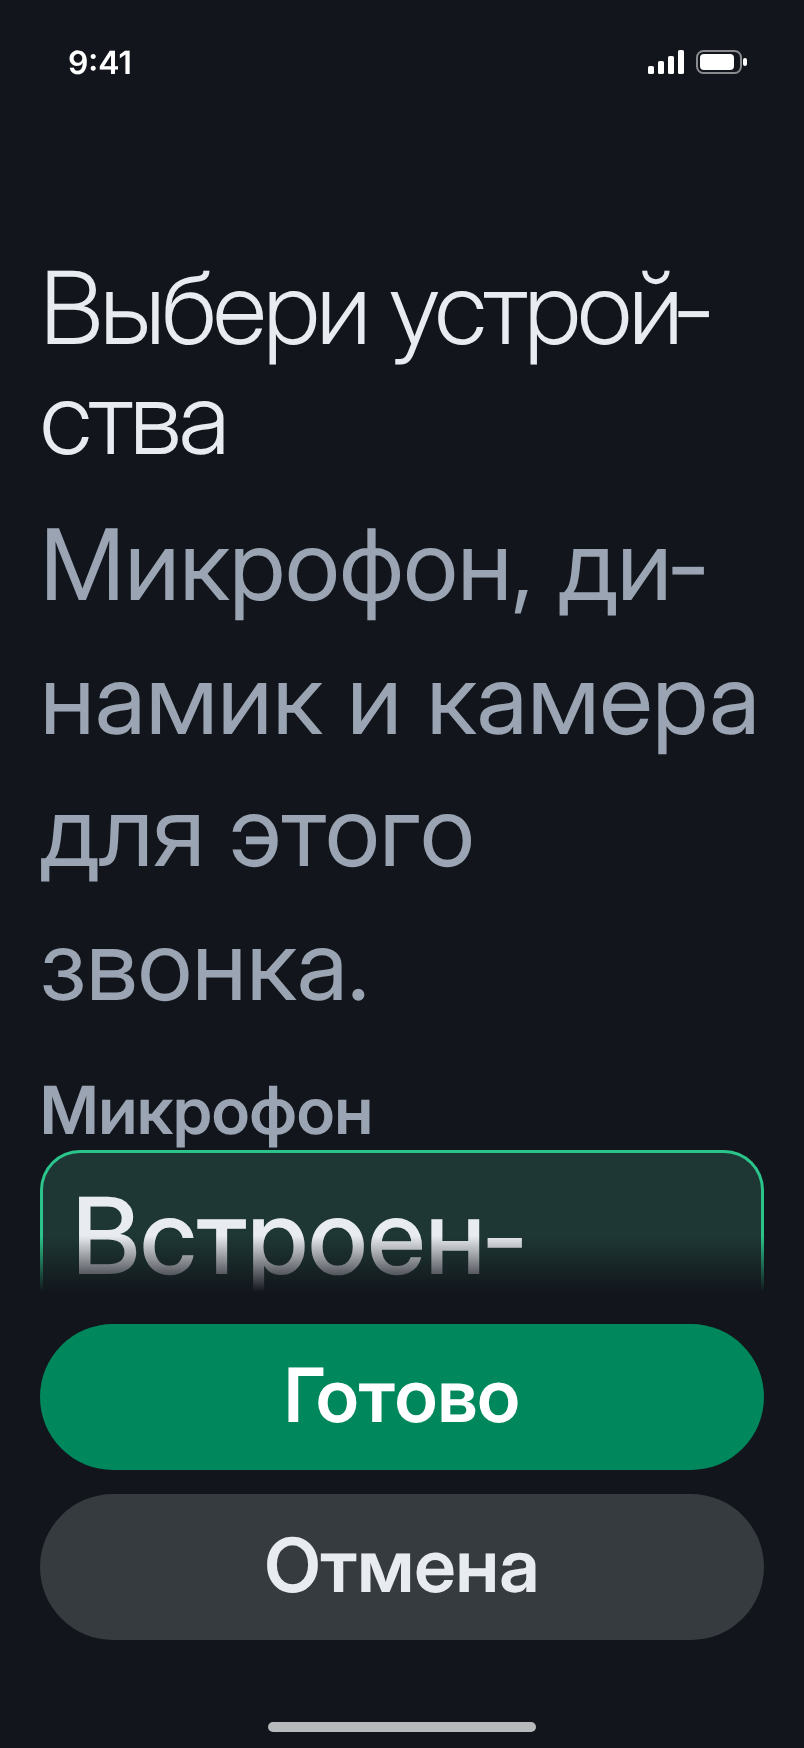 9:41
Выбери устрой-
ства
Микрофон, ди-
намик и камера
для этого
звонка.
Микрофон
Встроен-
Готово
Отмена